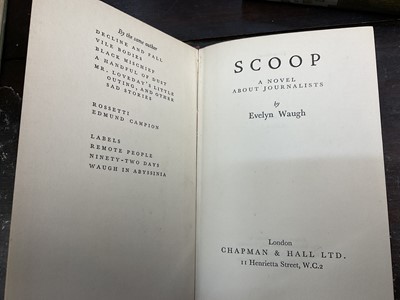 By the same author
DECLINE AND FALL
VILE BODIES
BLACK MISCHIEF
A HANDFUL OF DUST
MR. LOVEDAY'S LITTLE
OUTING, AND OTHER
SAD STORIES
ROSSETTI
EDMUND CAMPION
LABELS
REMOTE PEOPLE
NINETY-TWO DAYS
WAUGH IN ABYSSINIA
SCOOP
A NOVEL
ABOUT JOURNALISTS
by
Evelyn Waugh
London
CHAPMAN & HALL LTD.
11 Henrietta Street, W.C.2